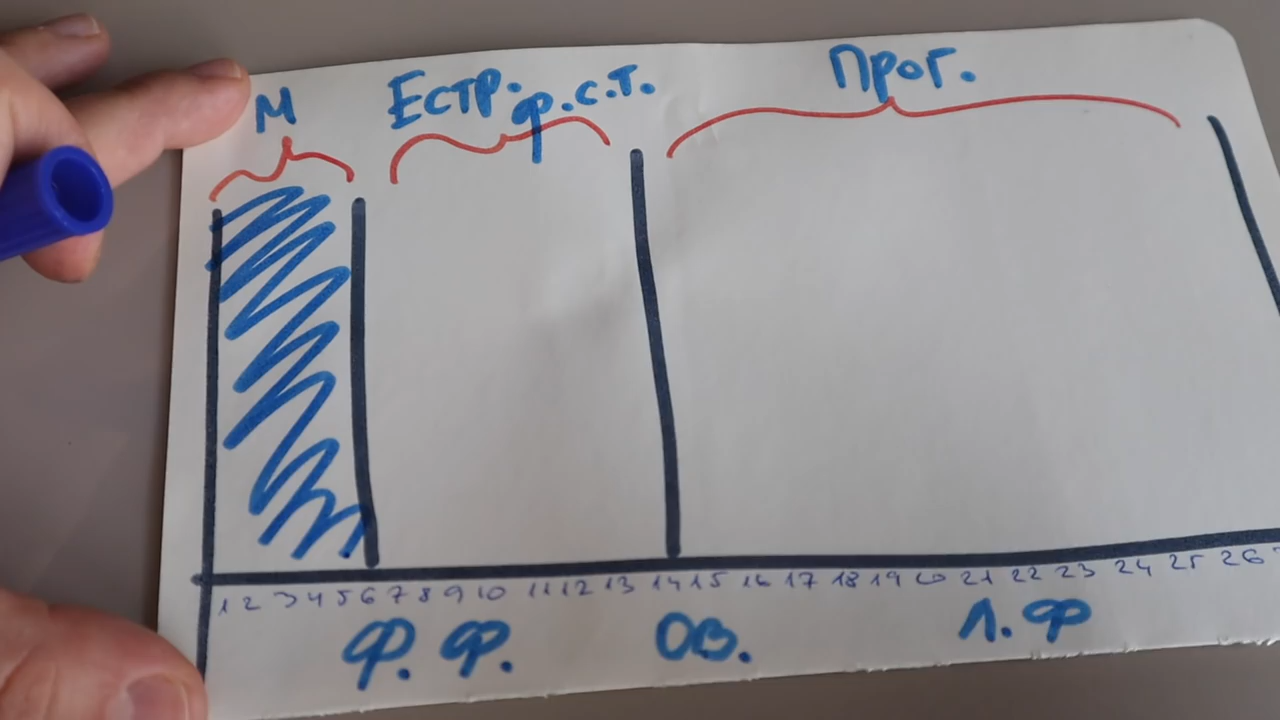 М Естр. ф.с.т. Прог.
1 2 3 4 5 6 7 8 9 10 11 12 13 14 15 16 17 18 19 20 21 22 23 24 25 26
Ф. Ф. ОВ. Л. Ф